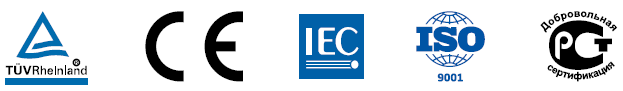 TÜVRheinland®
CE
IEC
ISO
9001
Добровольная
РСТ
сертификация